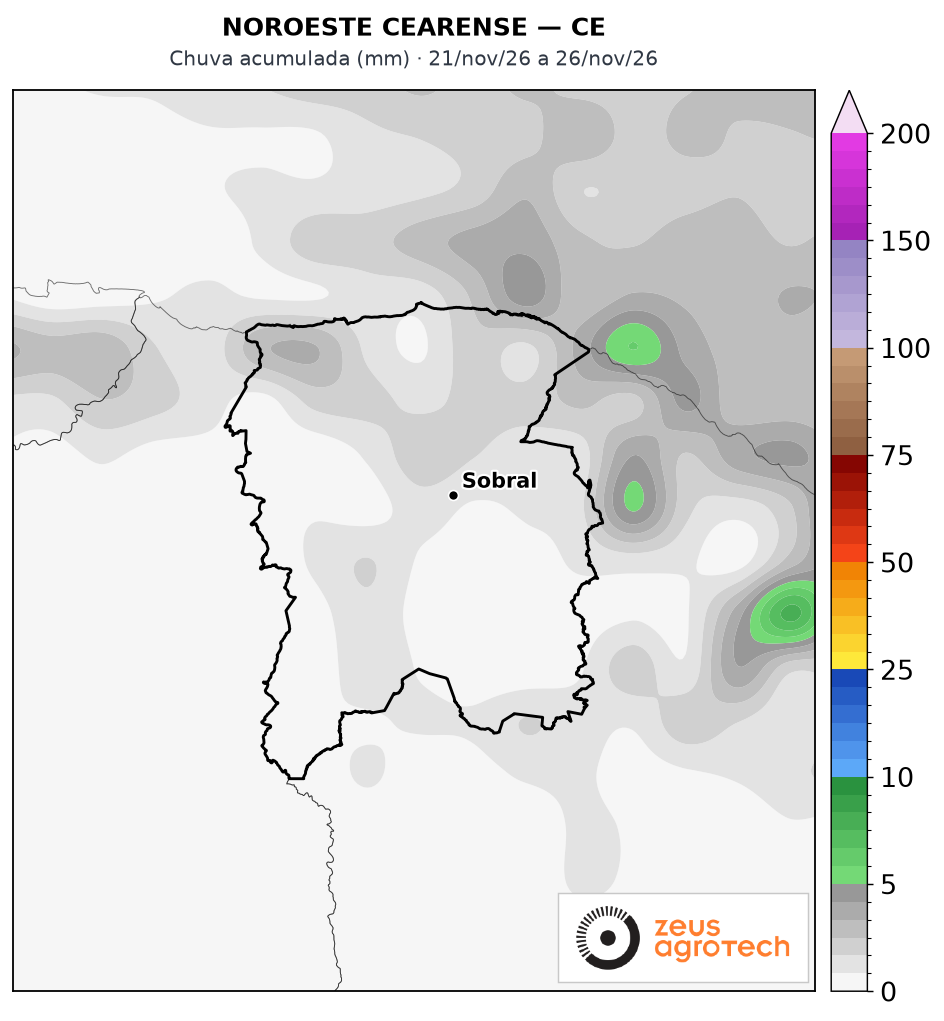 NOROESTE CEARENSE — CE
Chuva acumulada (mm) · 21/nov/26 a 26/nov/26
200
150
100
75
50
25
10
5
0
Sobral
zeus
agroTech